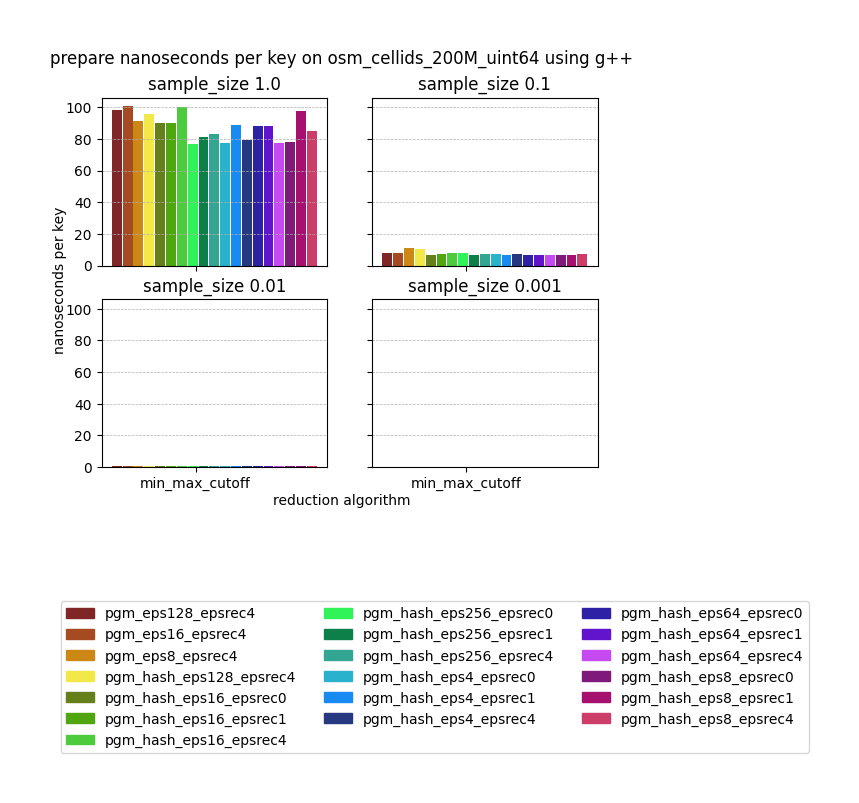 prepare nanoseconds per key on osm_cellids_200M_uint64 using g++
sample_size 1.0
sample_size 0.1
100
80
60
40
20
0
nanoseconds per key
sample_size 0.01
sample_size 0.001
100
80
60
40
20
0
min_max_cutoff
min_max_cutoff
reduction algorithm
pgm_eps128_epsrec4
pgm_eps16_epsrec4
pgm_eps8_epsrec4
pgm_hash_eps128_epsrec4
pgm_hash_eps16_epsrec0
pgm_hash_eps16_epsrec1
pgm_hash_eps16_epsrec4
pgm_hash_eps256_epsrec0
pgm_hash_eps256_epsrec1
pgm_hash_eps256_epsrec4
pgm_hash_eps4_epsrec0
pgm_hash_eps4_epsrec1
pgm_hash_eps4_epsrec4
pgm_hash_eps64_epsrec0
pgm_hash_eps64_epsrec1
pgm_hash_eps64_epsrec4
pgm_hash_eps8_epsrec0
pgm_hash_eps8_epsrec1
pgm_hash_eps8_epsrec4